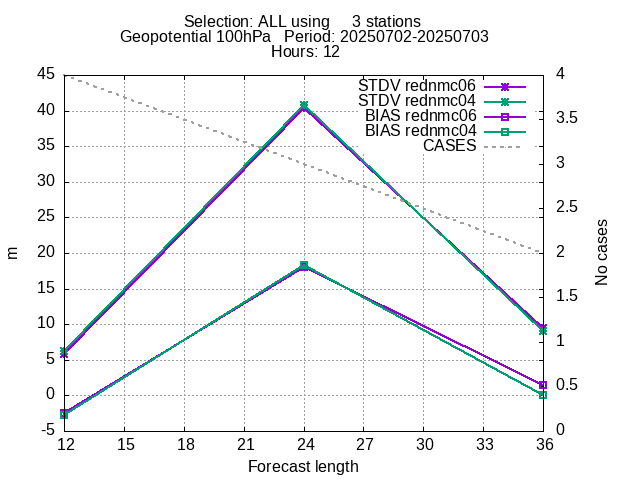 Selection: ALL using     3 stations
Geopotential 100hPa   Period: 20250702-20250703
Hours: 12
STDV rednmc06
STDV rednmc04
BIAS rednmc06
BIAS rednmc04
CASES
45
40
35
30
25
20
15
10
5
0
-5
m
4
3.5
3
2.5
2
1.5
1
0.5
0
No cases
12 15 18 21 24 27 30 33 36
Forecast length